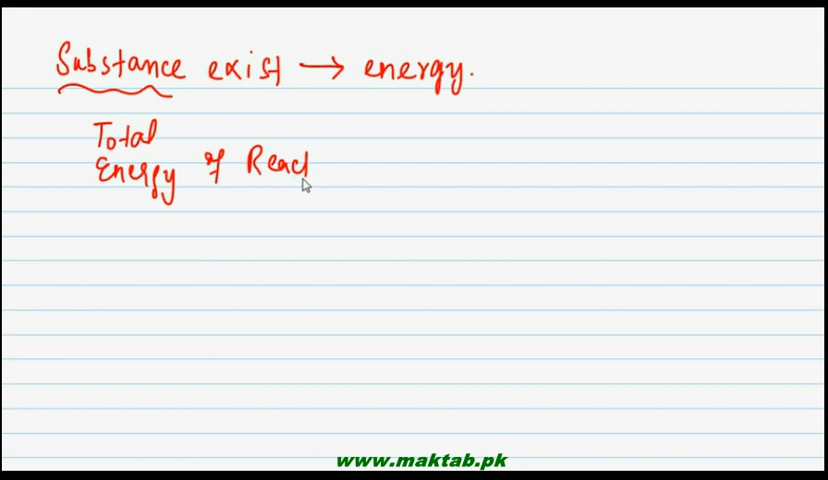 Substance exist → energy.
Total
Energy of React
www.maktab.pk